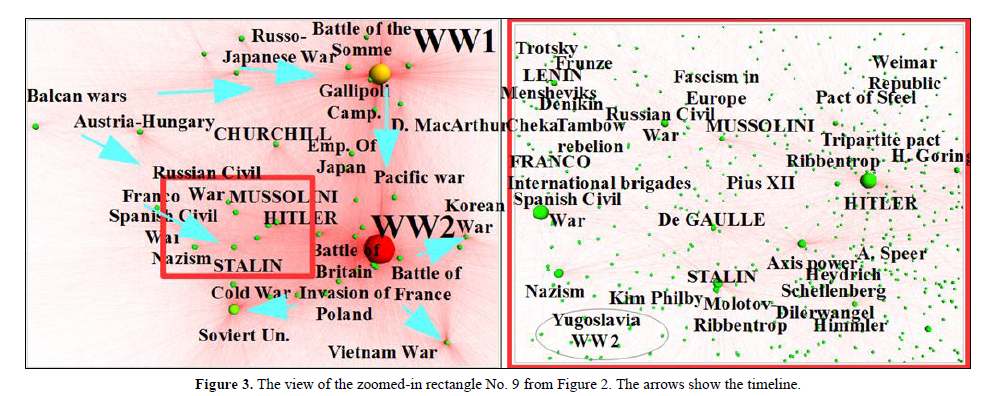 Russo-
Japanese War
Battle of the
Somme
WW1
Balcan wars
Gallipoli
Camp.
Austria-Hungary
CHURCHILL
D. MacArthur
Emp. Of
Japan
Pacific war
Russian Civil
War
Franco
Spanish Civil
War
MUSSOLINI
HITLER
Korean
War
WW2
Nazism
STALIN
Battle of
Britain
Battle of
France
Cold War
Invasion of
Poland
Soviert Un.
Vietnam War
Trotsky
Frunze
LENIN
Mensheviks
Denikin
Fascism in
Europe
Weimar
Republic
Pact of Steel
Cheka
Tambow
rebelion
Russian Civil
War
MUSSOLINI
Tripartite pact
Ribbentrop
H. Goring
FRANCO
International brigades
Spanish Civil
War
Pius XII
HITLER
De GAULLE
Axis power
A. Speer
Nazism
STALIN
Heydrich
Schellenberg
Kim Philby
Molotov-
Ribbentrop
Dilerwangel
Himmler
Yugoslavia
WW2
Figure 3. The view of the zoomed-in rectangle No. 9 from Figure 2. The arrows show the timeline.